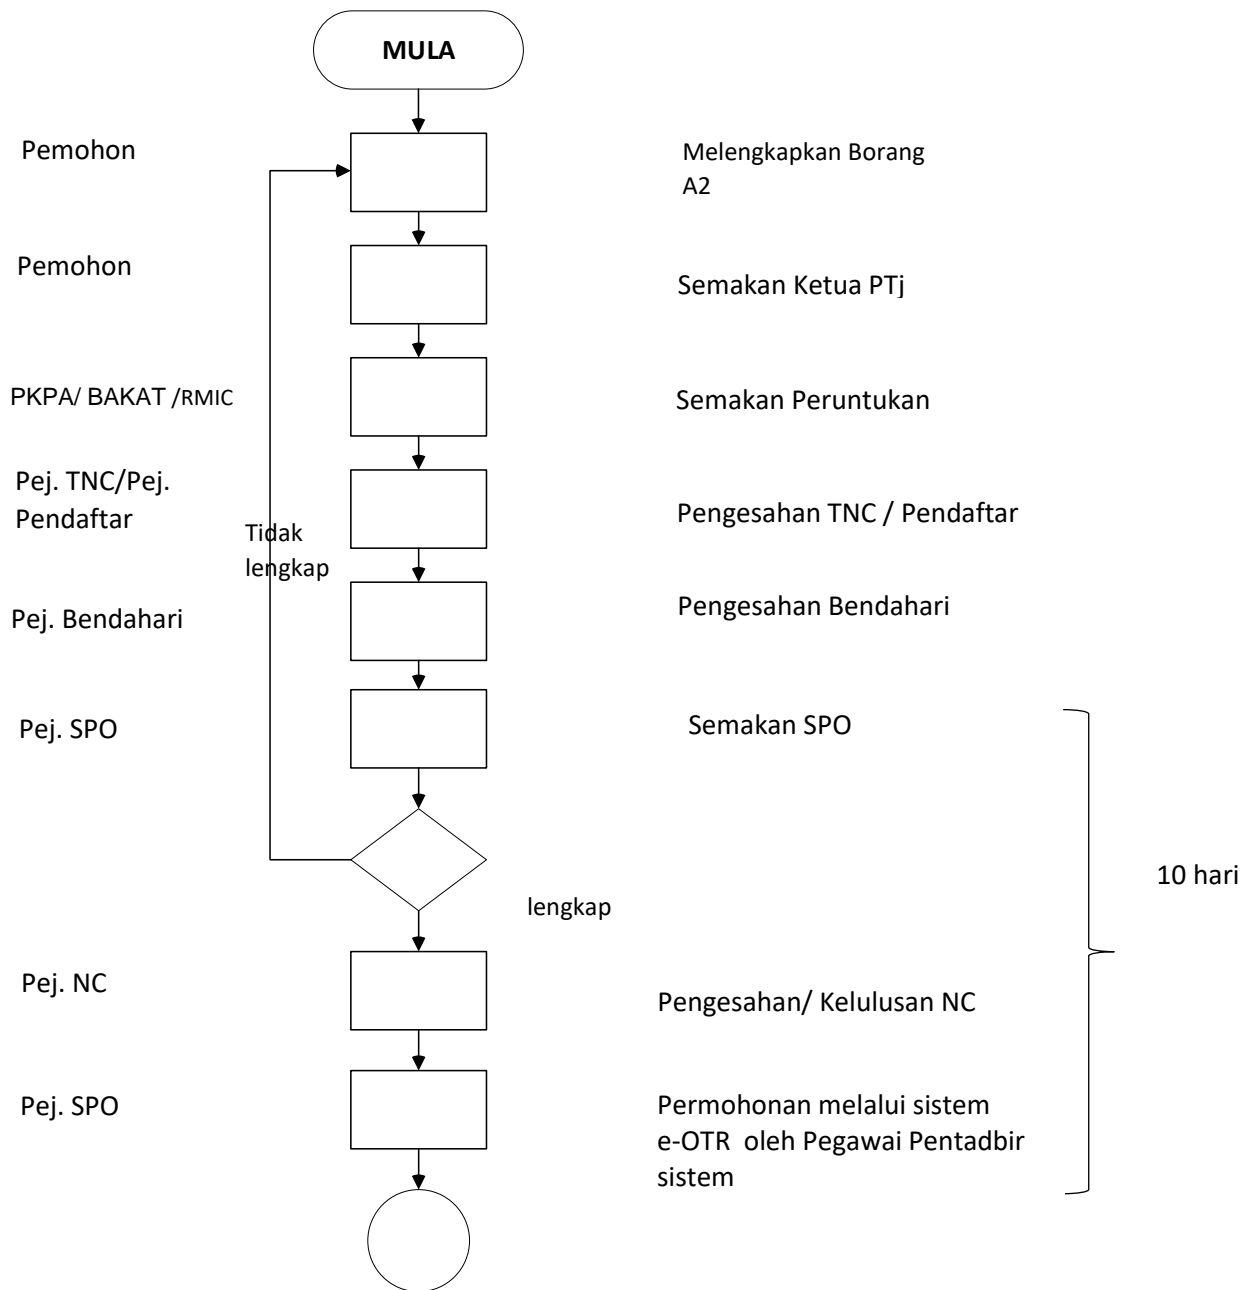 MULA
Pemohon
Melengkapkan Borang
A2
Pemohon
Semakan Ketua PTj
PKPA/ BAKAT /RMIC
Semakan Peruntukan
Pej. TNC/Pej.
Pendaftar
Pengesahan TNC / Pendaftar
Tidak
lengkap
Pej. Bendahari
Pengesahan Bendahari
Pej. SPO
Semakan SPO
10 hari
lengkap
Pej. NC
Pengesahan/ Kelulusan NC
Pej. SPO
Permohonan melalui sistem
e-OTR oleh Pegawai Pentadbir
sistem